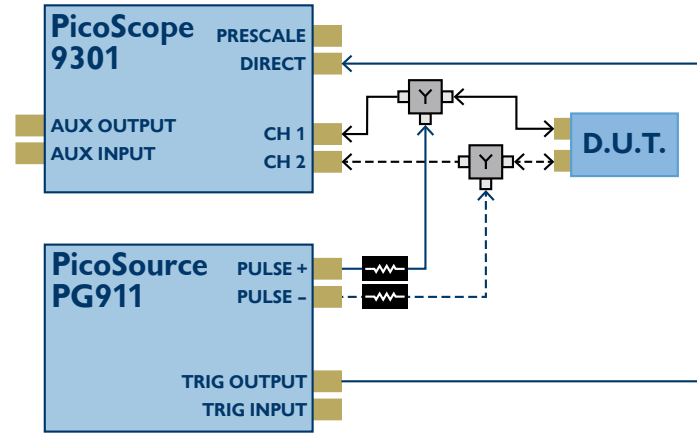 PicoScope
9301
PRESCALE
DIRECT
AUX OUTPUT
AUX INPUT
CH 1
CH 2
Y
Y
D.U.T.
PicoSource
PG911
PULSE +
PULSE –
TRIG OUTPUT
TRIG INPUT